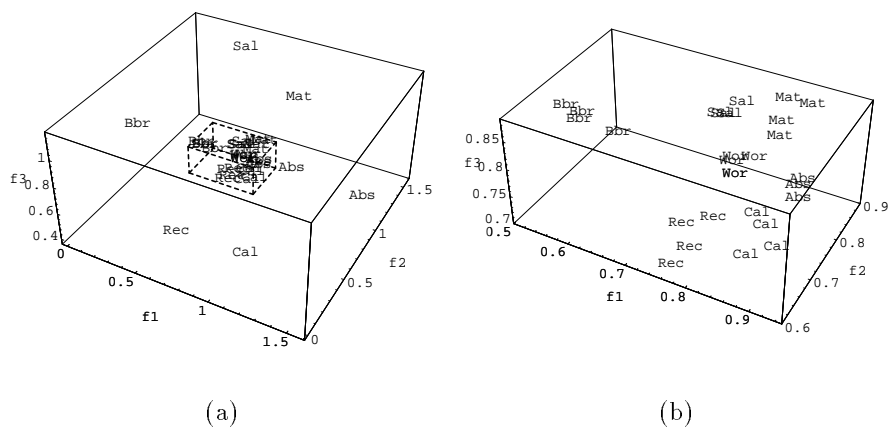 Sal
Mat
Bbr
Abs
Abs
Rec
Cal
1
f3
0.8
0.6
0.4
0
0.5
f1
1
1.5
0
0.5
f2
1
1.5
(a)
Bbr
Bbr
Bbr
Bbr
Sal
Mat
Mat
Mat
Mat
Wor
Wor
Wor
Wor
Abs
Abs
Abs
Rec
Rec
Rec
Rec
Cal
Cal
Cal
Cal
0.85
f3
0.8
0.75
0.7
0.5
0.6
0.7
f1
0.8
0.9
0.6
0.7
f2
0.8
0.9
(b)